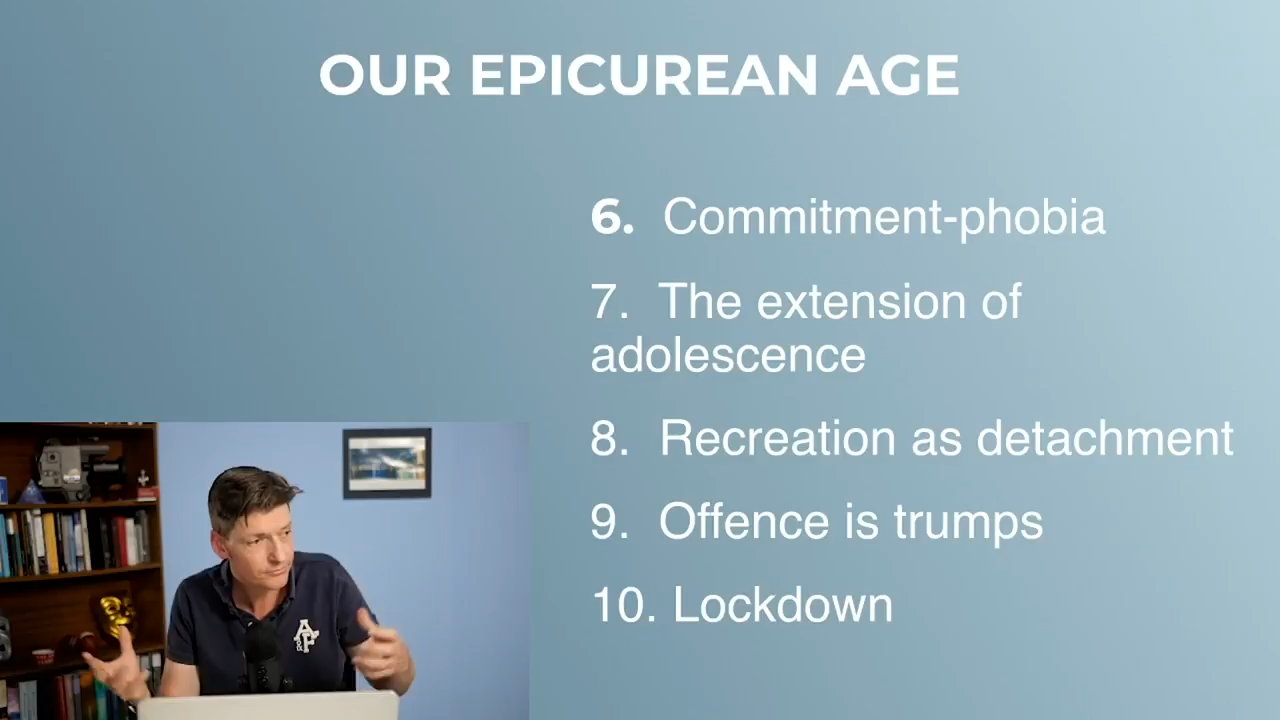 OUR EPICUREAN AGE
6. Commitment-phobia
7. The extension of
adolescence
8. Recreation as detachment
9. Offence is trumps
10. Lockdown
A&F